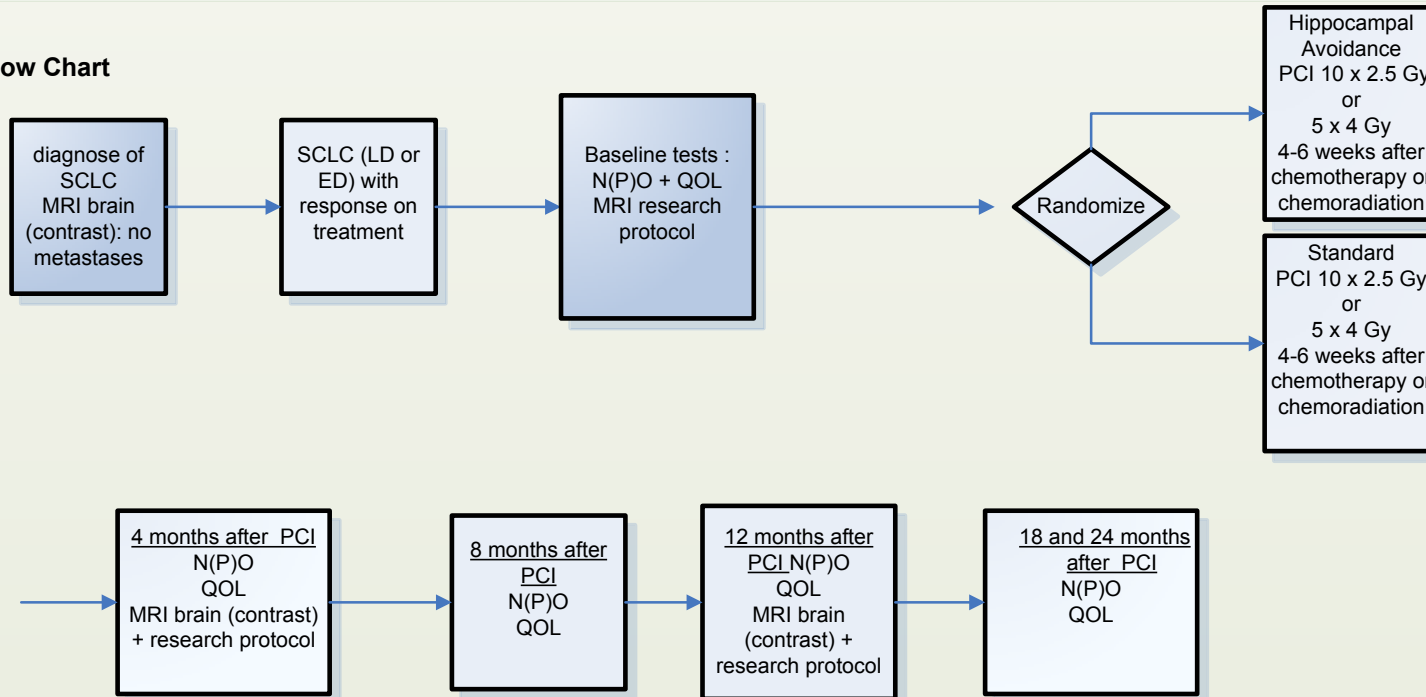 ow Chart
diagnose of
SCLC
MRI brain
(contrast): no
metastases
SCLC (LD or
ED) with
response on
treatment
Baseline tests :
N(P)O + QOL
MRI research
protocol
Randomize
Hippocampal
Avoidance
PCI 10 x 2.5 Gy
or
5 x 4 Gy
4-6 weeks after
chemotherapy or
chemoradiation
Standard
PCI 10 x 2.5 Gy
or
5 x 4 Gy
4-6 weeks after
chemotherapy or
chemoradiation
4 months after PCI
N(P)O
QOL
MRI brain (contrast)
+ research protocol
8 months after
PCI
N(P)O
QOL
12 months after
PCI N(P)O
QOL
MRI brain
(contrast) +
research protocol
18 and 24 months
after PCI
N(P)O
QOL